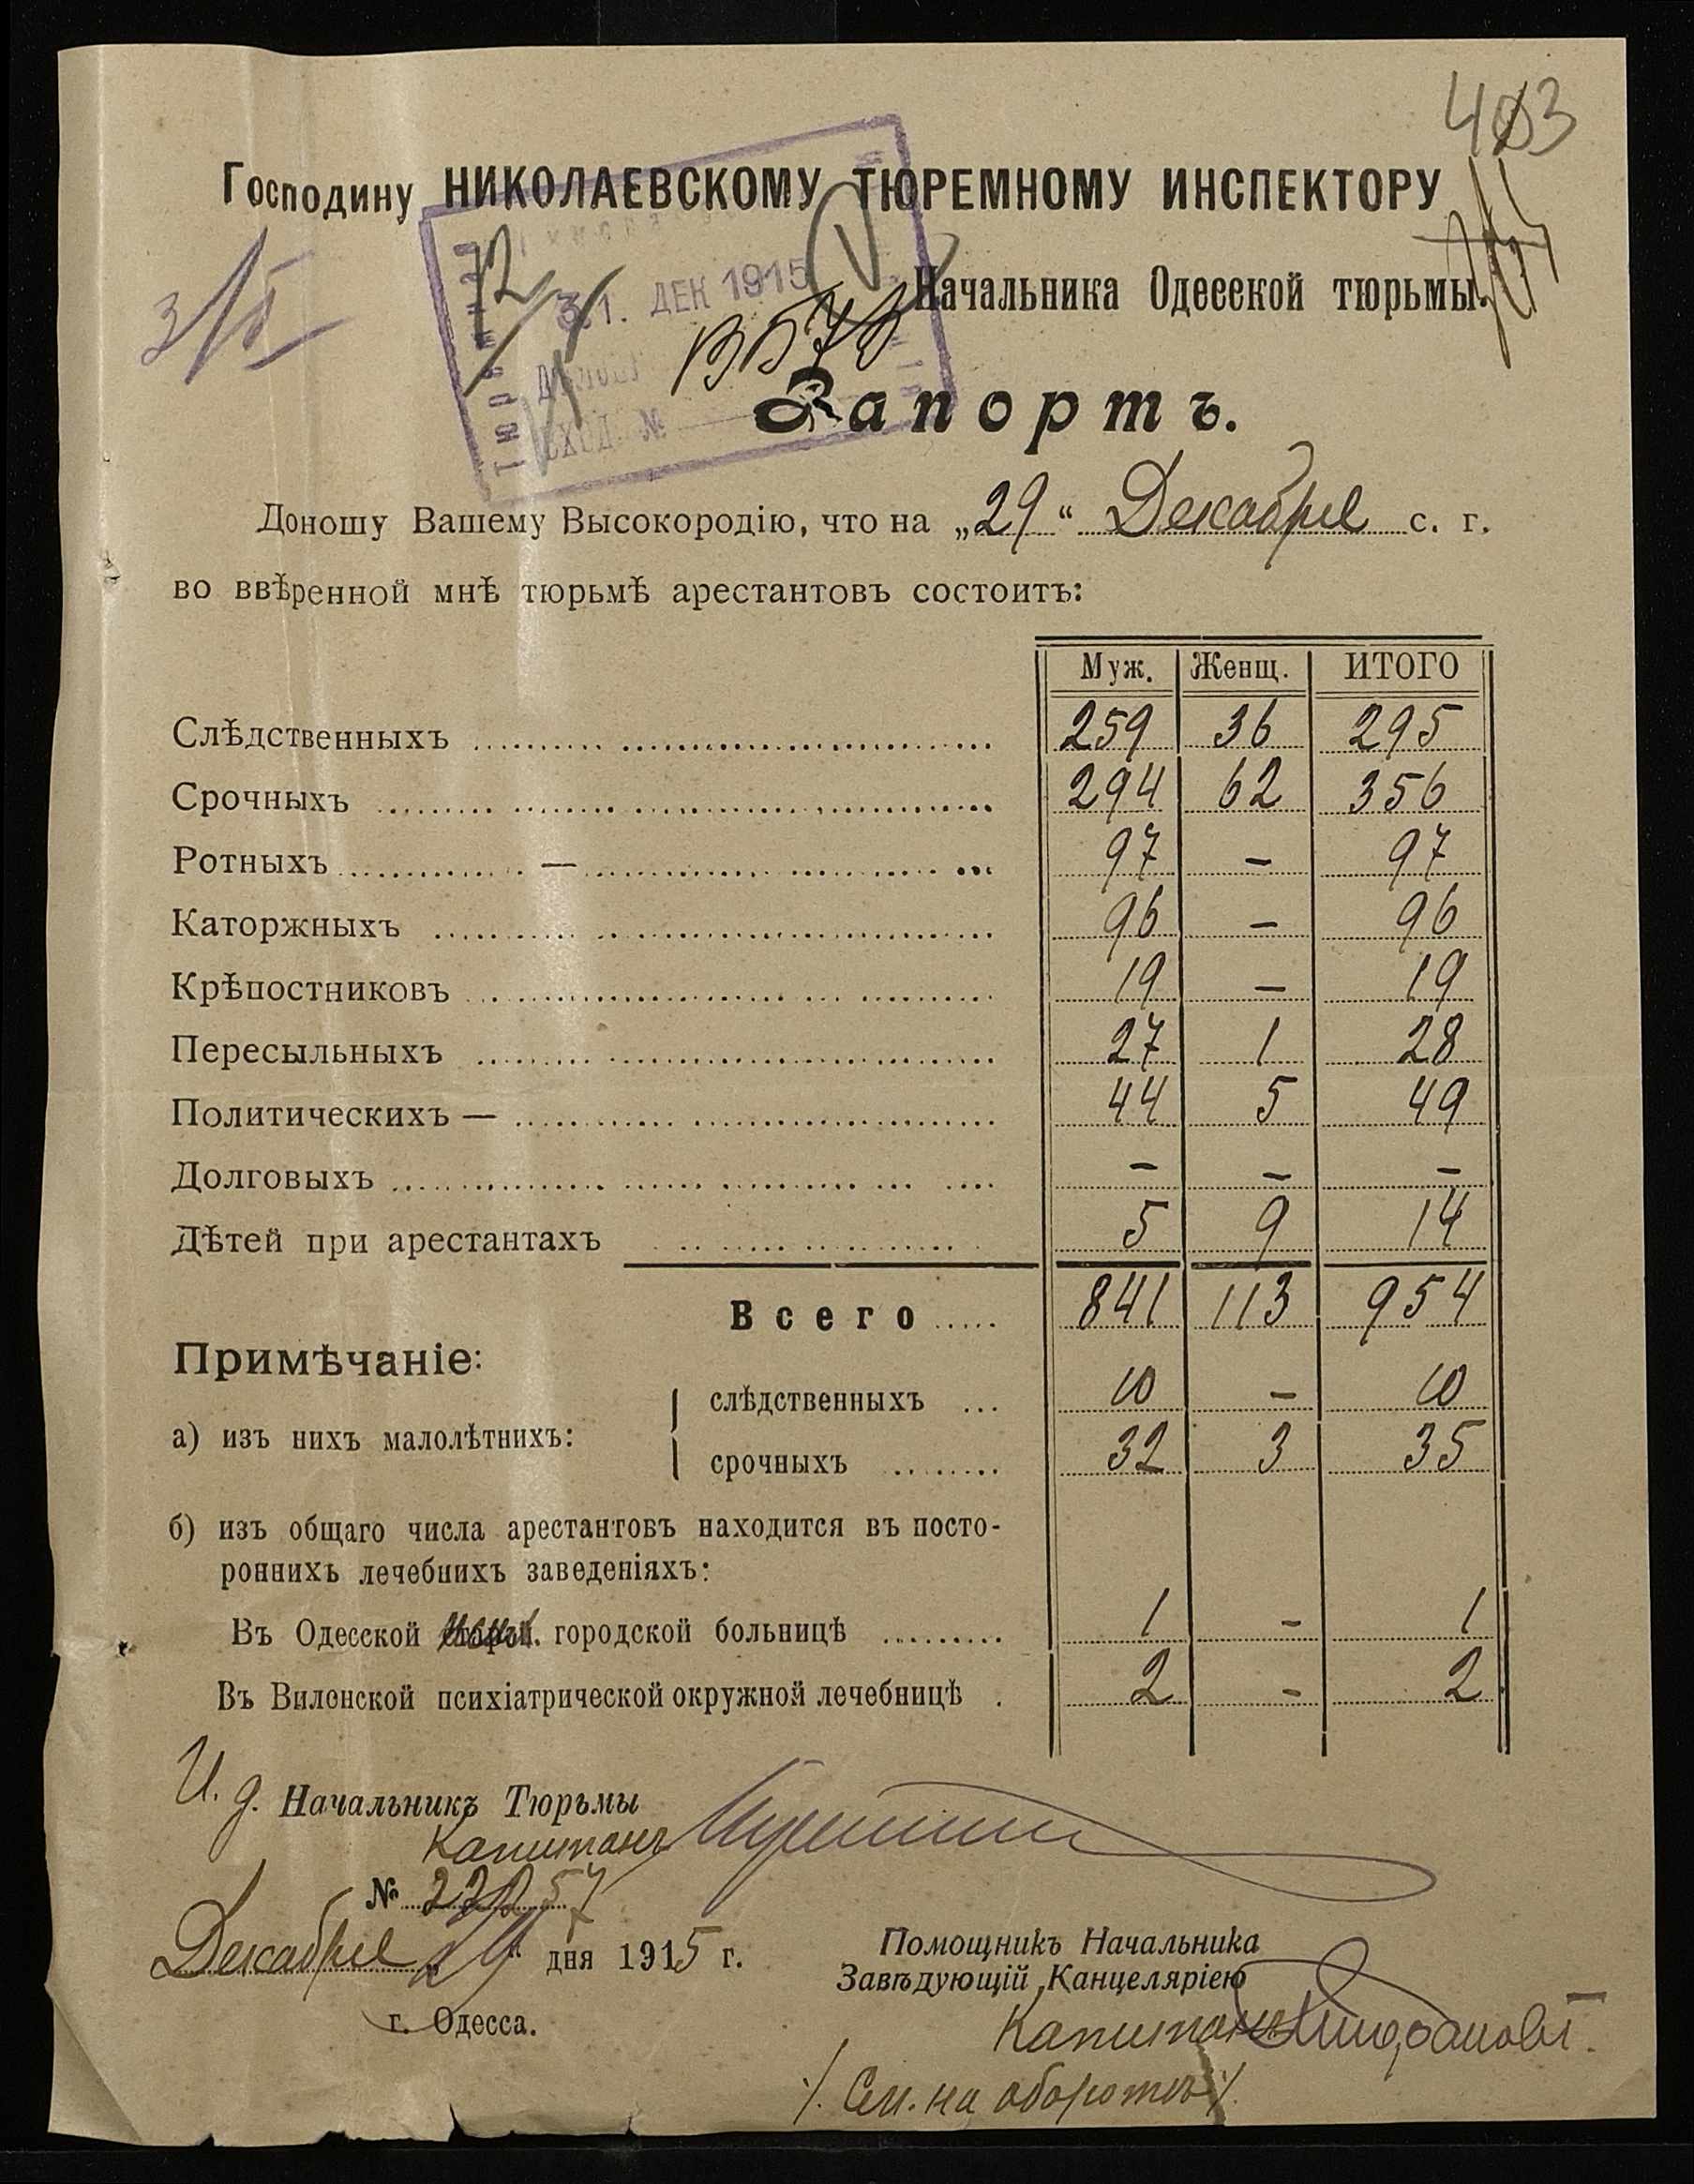 403
Господину НИКОЛАЕВСКОМУ ТЮРЕМНОМУ ИНСПЕКТОРУ
Начальника Одесской тюрьмы.
31. ДЕК 1915
ВХОД. №
Рапортъ.
Доношу Вашему Высокородію, что на „29“ Декабря с. г.
во ввѣренной мнѣ тюрьмѣ арестантовъ состоитъ:
Муж. Женщ. ИТОГО
Слѣдственныхъ 259 36 295
Срочныхъ 294 62 356
Ротныхъ — 97 – 97
Каторжныхъ 96 – 96
Крѣпостниковъ 19 – 19
Пересыльныхъ 27 1 28
Политическихъ — 44 5 49
Долговыхъ – – –
Дѣтей при арестантахъ 5 9 14
Всего 841 113 954
Примѣчаніе:
а) изъ нихъ малолѣтнихъ:
слѣдственныхъ 10 – 10
срочныхъ 32 3 35
б) изъ общаго числа арестантовъ находится въ посто-
роннихъ лечебнихъ заведеніяхъ:
Въ Одесской городской больницѣ 1 – 1
Въ Виленской психіатрической окружной лечебницѣ . 2 – 2
И. д. Начальникъ Тюрьмы
Капитанъ
№
Декабря „29“ дня 1915 г.
г. Одесса.
Помощникъ Начальника
Завѣдующій Канцеляріею
Капитанъ
/. См. на оборотѣ /.